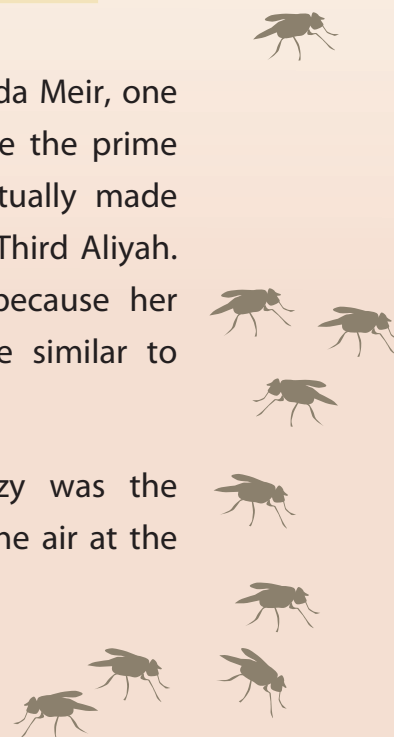 da Meir, one
e the prime
tually made
Third Aliyah.
because her
e similar to
zy was the
ne air at the